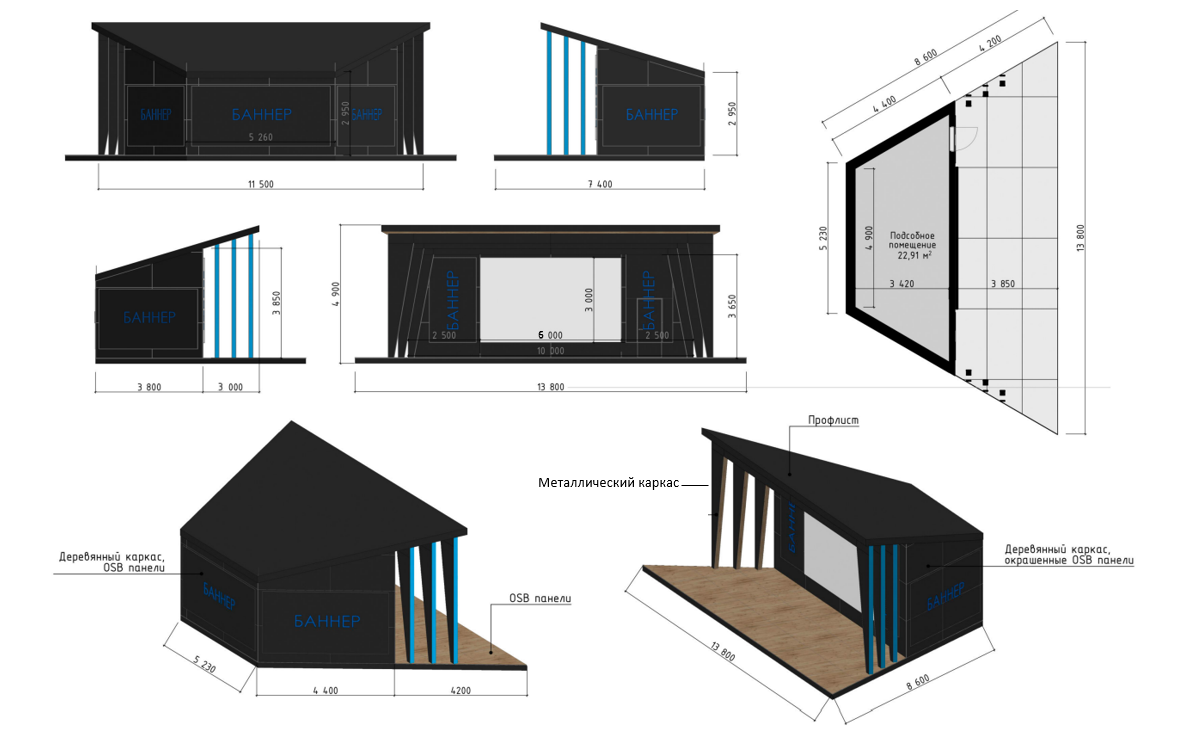 БАННЕР
БАННЕР
БАННЕР
2 950
5 260
11 500
БАННЕР
2 950
7 400
8 600
4 200
4 400
5 230
4 900
Подсобное
помещение
22,91 м²
3 420
3 850
13 800
БАННЕР
3 850
3 800
3 000
4 900
БАННЕР
БАННЕР
3 000
3 650
2 500
6 000
2 500
10 000
13 800
Деревянный каркас,
OSB панели
БАННЕР
БАННЕР
OSB панели
5 230
4 400
4200
Профлист
Металлический каркас
БАННЕР
Деревянный каркас,
окрашенные OSB панели
БАННЕР
13 800
8 600